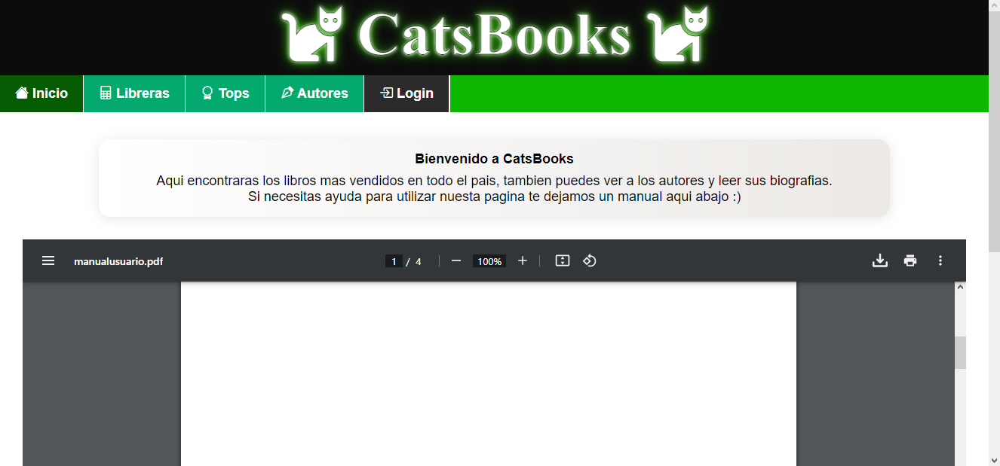 CatsBooks
Inicio Libreras Tops Autores Login
Bienvenido a CatsBooks
Aqui encontraras los libros mas vendidos en todo el pais, tambien puedes ver a los autores y leer sus biografias.
Si necesitas ayuda para utilizar nuesta pagina te dejamos un manual aqui abajo :)
manualusuario.pdf 1 / 4 100%